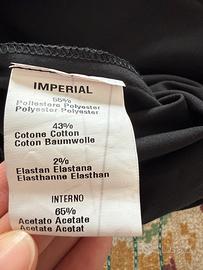 IMPERIAL
55%
Poliestere Polyester
Polyester Polyester
43%
Cotone Cotton
Coton Baumwolle
2%
Elastan Elastana
Elasthanne Elasthan
INTERNO
65%
Acetato Acetate
Acetate Acetat